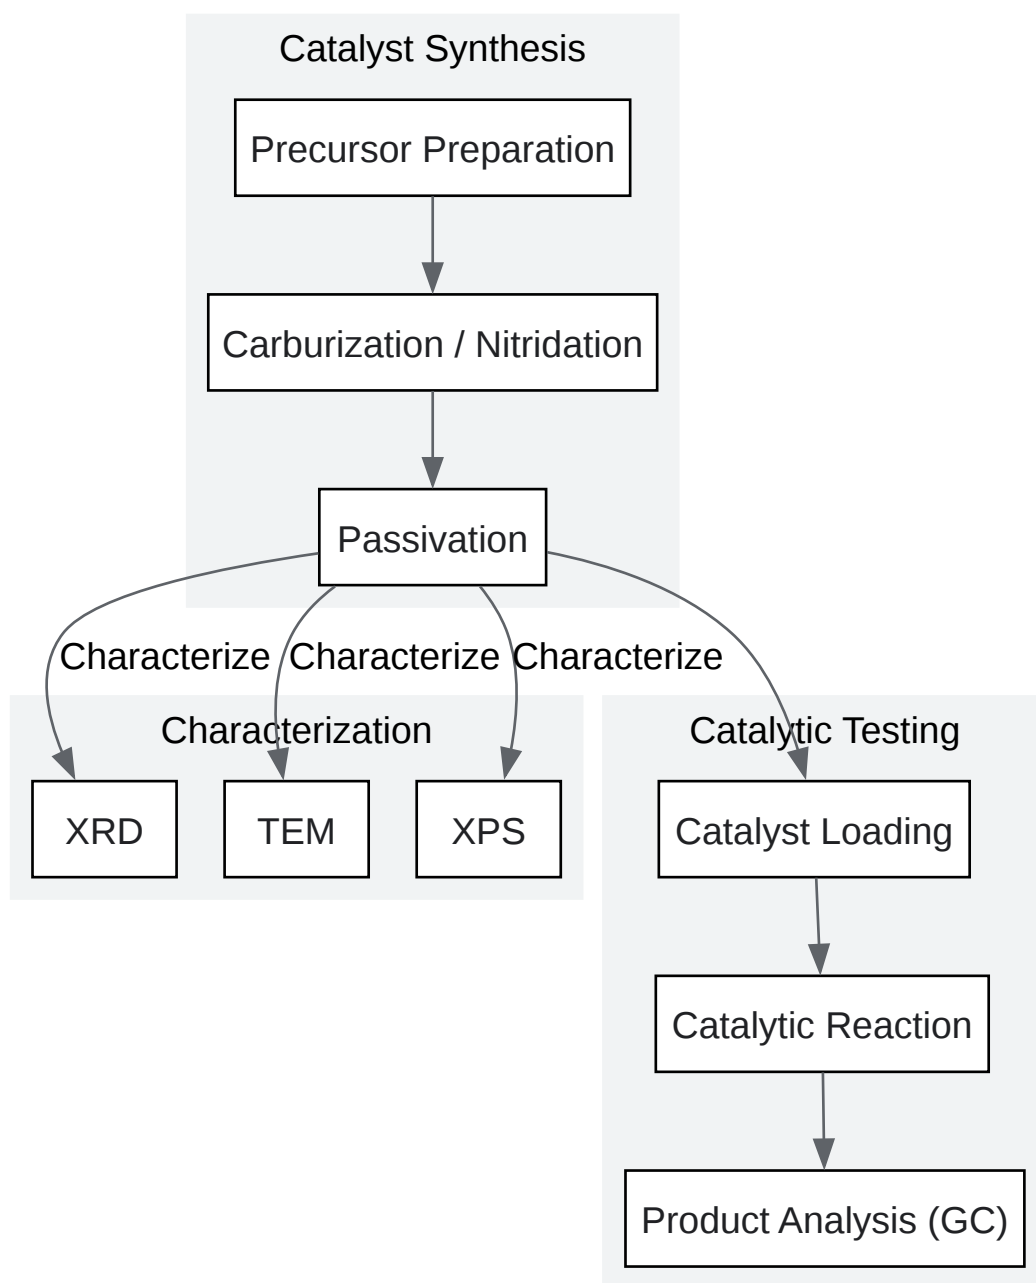 Catalyst Synthesis
Precursor Preparation
Carburization / Nitridation
Passivation
Characterize
Characterize
Characterize
Characterization
XRD
TEM
XPS
Catalytic Testing
Catalyst Loading
Catalytic Reaction
Product Analysis (GC)